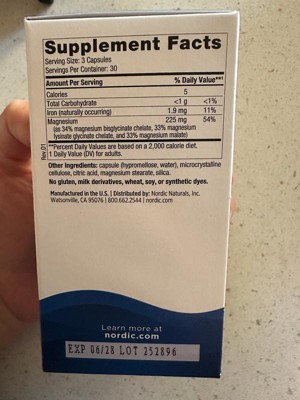 Supplement Facts
Serving Size: 3 Capsules
Servings Per Container: 30
Amount Per Serving % Daily Value**†
Calories 5
Total Carbohydrate <1 g <1%
Iron (naturally occurring) 1.9 mg 11%
Magnesium 225 mg 54%
(as 34% magnesium bisglycinate chelate, 33% magnesium
lysinate glycinate chelate, and 33% magnesium malate)
**Percent Daily Values are based on a 2,000 calorie diet.
† Daily Value (DV) for adults.
Other Ingredients: capsule (hypromellose, water), microcrystalline
cellulose, citric acid, magnesium stearate, silica.
No gluten, milk derivatives, wheat, soy, or synthetic dyes.
Manufactured in the U.S. | Distributed by: Nordic Naturals, Inc.
Watsonville, CA 95076 | 800.662.2544 | nordic.com
Learn more at
nordic.com
EXP 06/28 LOT 252896